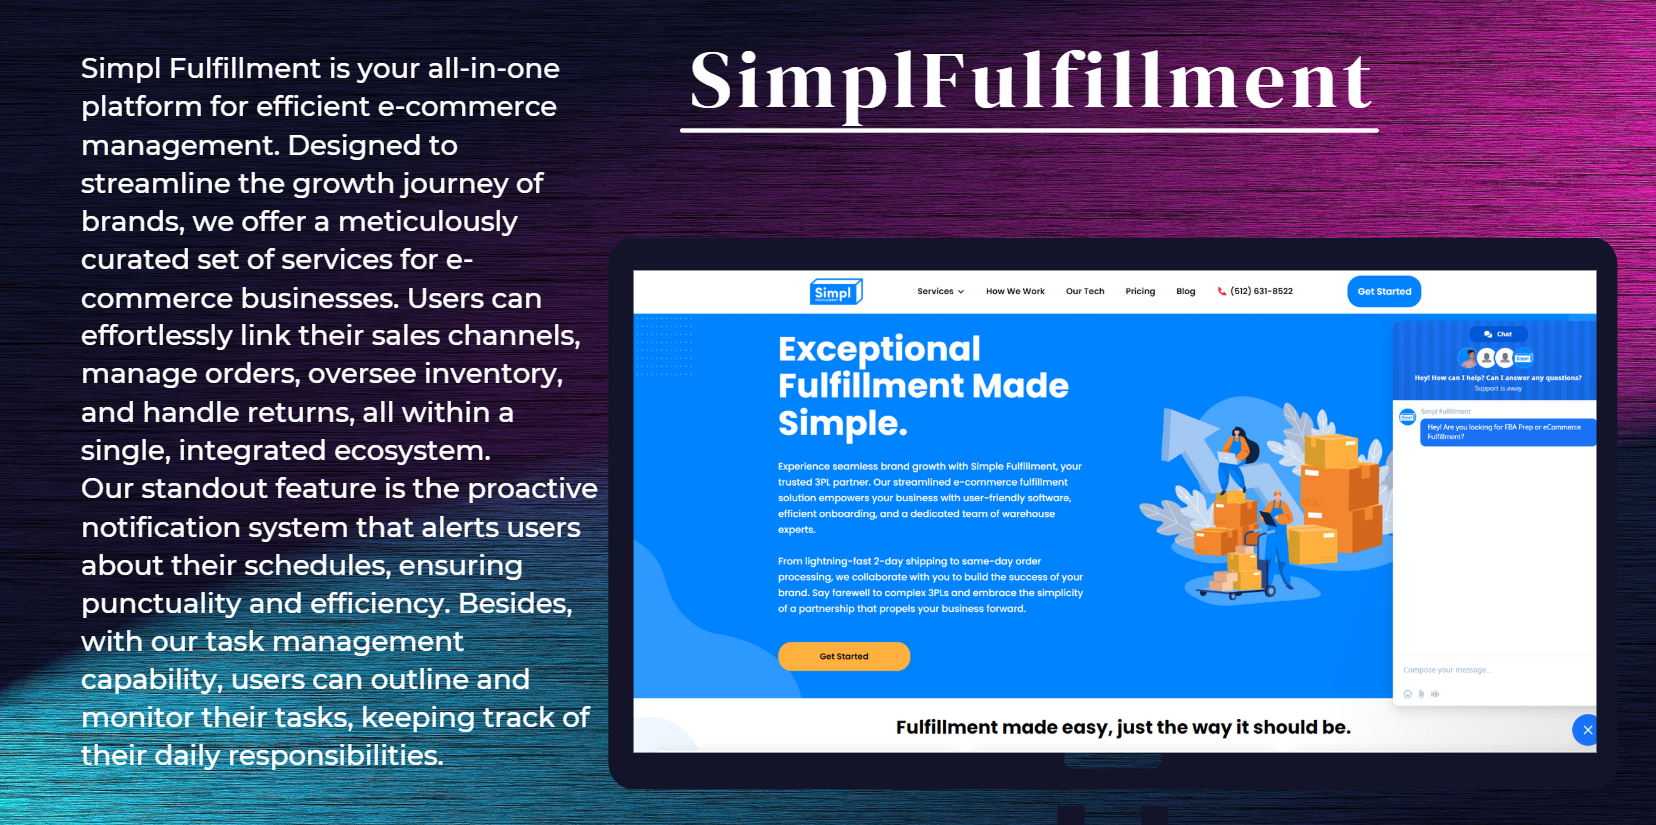 Simpl Fulfillment is your all-in-one
platform for efficient e-commerce
management. Designed to
streamline the growth journey of
brands, we offer a meticulously
curated set of services for e-
commerce businesses. Users can
effortlessly link their sales channels,
manage orders, oversee inventory,
and handle returns, all within a
single, integrated ecosystem.
Our standout feature is the proactive
notification system that alerts users
about their schedules, ensuring
punctuality and efficiency. Besides,
with our task management
capability, users can outline and
monitor their tasks, keeping track of
their daily responsibilities.
SimplFulfillment
Simpl
FULFILLMENT
Services
How We Work
Our Tech
Pricing
Blog
(512) 631-8522
Get Started
Exceptional
Fulfillment Made
Simple.
Experience seamless brand growth with Simple Fulfillment, your
trusted 3PL partner. Our streamlined e-commerce fulfillment
solution empowers your business with user-friendly software,
efficient onboarding, and a dedicated team of warehouse
experts.
From lightning-fast 2-day shipping to same-day order
processing, we collaborate with you to build the success of your
brand. Say farewell to complex 3PLs and embrace the simplicity
of a partnership that propels your business forward.
Get Started
Chat
Simpl
Hey! How can I help? Can I answer any questions?
Support is away
Simpl Fulfillment
Simpl
Hey! Are you looking for FBA Prep or eCommerce
Fulfillment?
Compose your message...
Fulfillment made easy, just the way it should be.